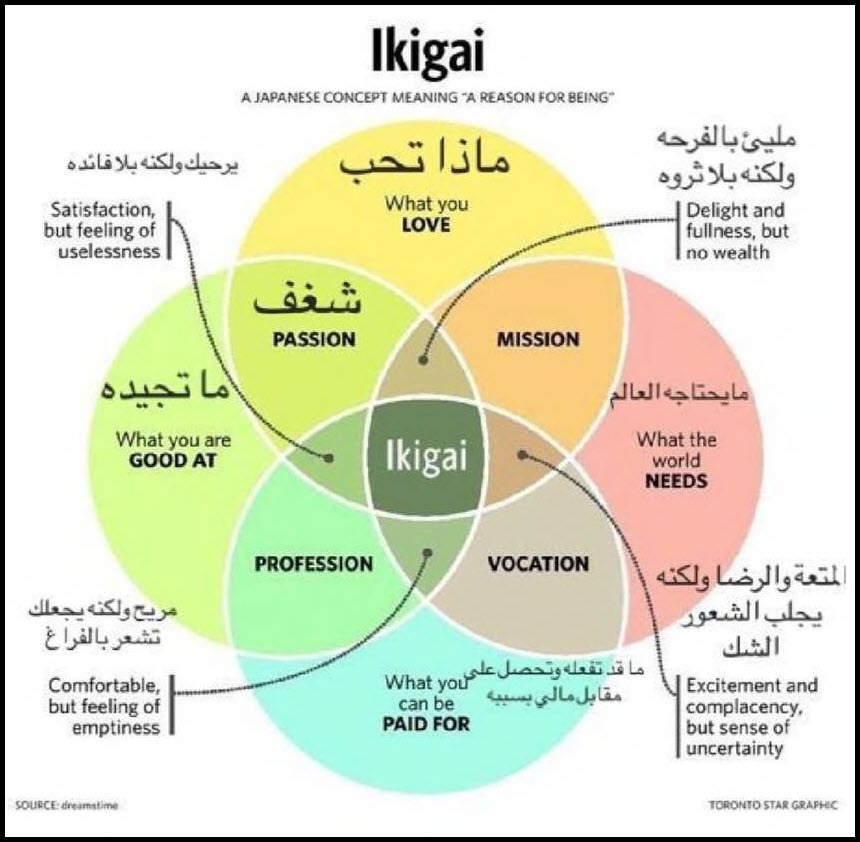 Ikigai
A JAPANESE CONCEPT MEANING "A REASON FOR BEING"
يرحيك ولكنه بلا فائده
Satisfaction,
but feeling of
uselessness
ماذا تحب
What you
LOVE
مليئ بالفرحه
ولكنه بلا ثروه
Delight and
fullness, but
no wealth
شغف
PASSION
MISSION
ما تجيده
What you are
GOOD AT
Ikigai
مايحتاجه العالم
What the
world
NEEDS
PROFESSION
VOCATION
مريح ولكنه يجعلك
تشعر بالفراغ
Comfortable,
but feeling of
emptiness
ما قد تفعله وتحصل على
مقابل مالي بسببه
What you
can be
PAID FOR
المتعة والرضا ولكنه
يجلب الشعور
الشك
Excitement and
complacency,
but sense of
uncertainty
SOURCE: dreamstime
TORONTO STAR GRAPHIC